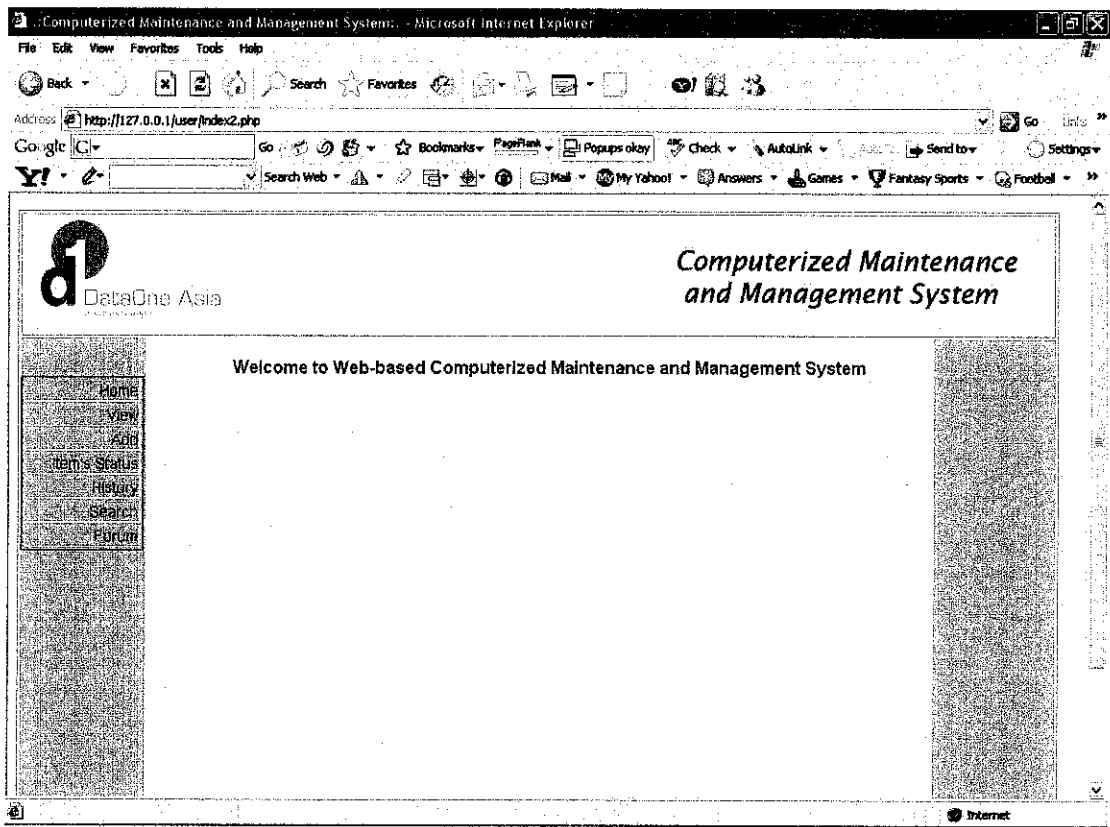 .:Computerized Maintenance and Management System:. - Microsoft Internet Explorer
File Edit View Favorites Tools Help
Back Search Favorites
Address http://127.0.0.1/user/index2.php Go Links »
Google G Go Bookmarks PageRank Popups okay Check AutoLink Send to Settings
Y! Search Web Mail My Yahoo! Answers Games Fantasy Sports Football »
d1 DataOne Asia
Computerized Maintenance
and Management System
Welcome to Web-based Computerized Maintenance and Management System
Home
View
Add
Item's Status
History
Search
Forum
Internet